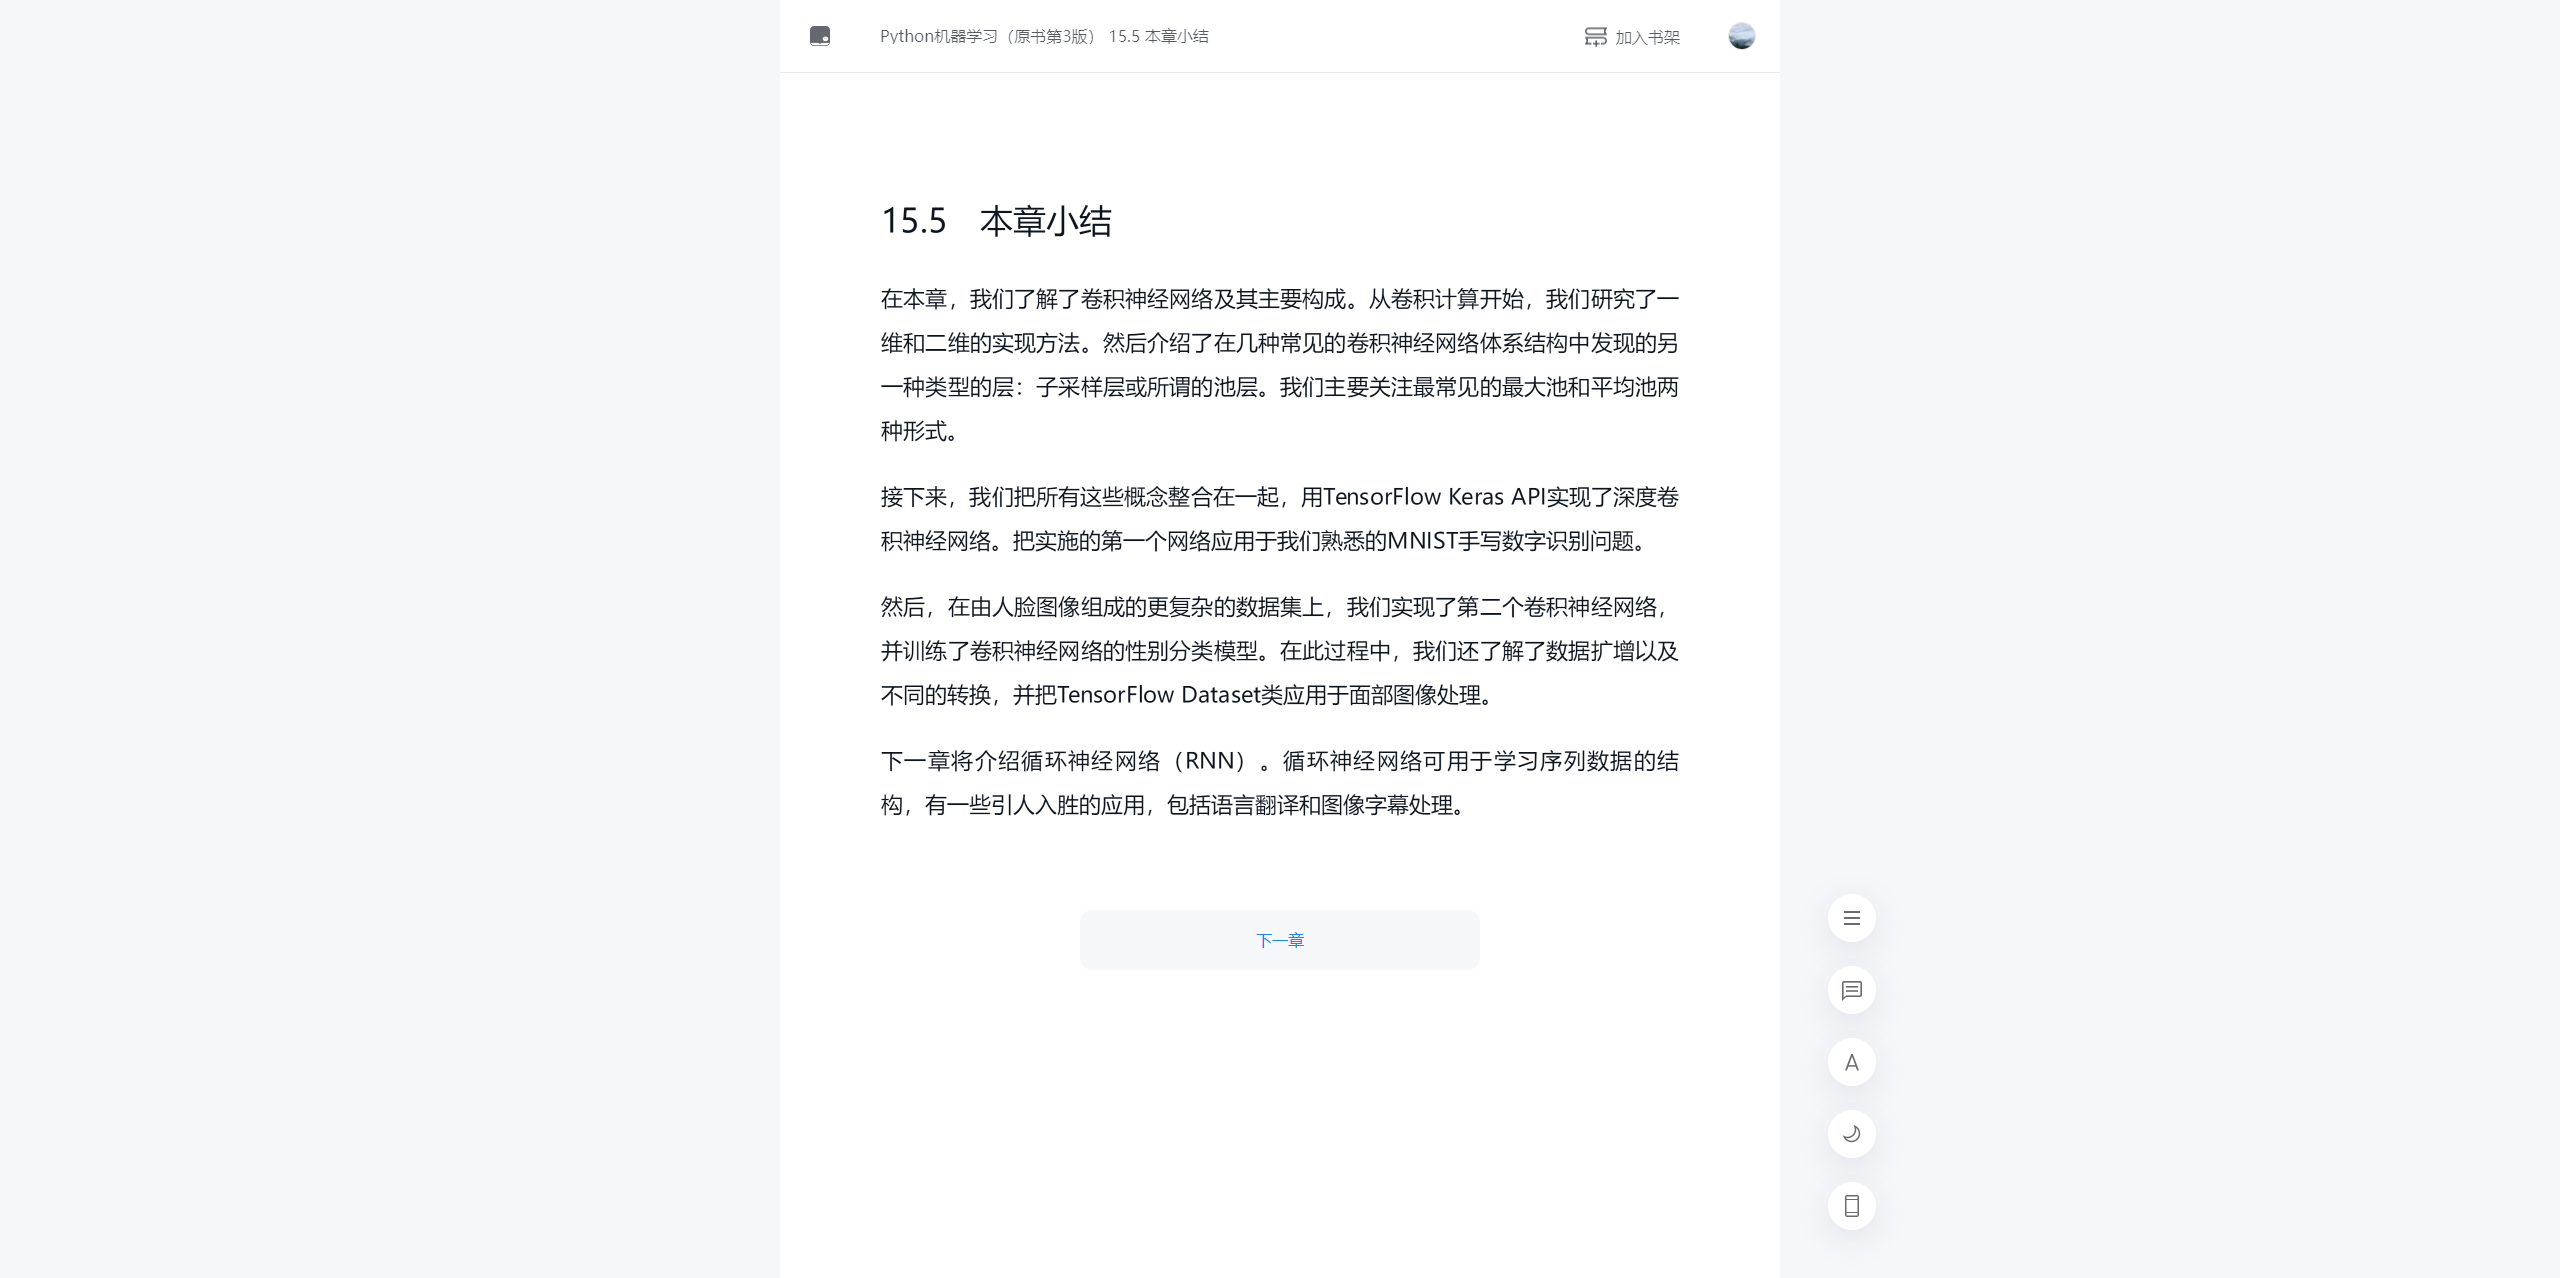 Python机器学习（原书第3版） 15.5 本章小结
加入书架
15.5 本章小结
在本章，我们了解了卷积神经网络及其主要构成。从卷积计算开始，我们研究了一
维和二维的实现方法。然后介绍了在几种常见的卷积神经网络体系结构中发现的另
一种类型的层：子采样层或所谓的池层。我们主要关注最常见的最大池和平均池两
种形式。
接下来，我们把所有这些概念整合在一起，用TensorFlow Keras API实现了深度卷
积神经网络。把实施的第一个网络应用于我们熟悉的MNIST手写数字识别问题。
然后，在由人脸图像组成的更复杂的数据集上，我们实现了第二个卷积神经网络，
并训练了卷积神经网络的性别分类模型。在此过程中，我们还了解了数据扩增以及
不同的转换，并把TensorFlow Dataset类应用于面部图像处理。
下一章将介绍循环神经网络（RNN）。循环神经网络可用于学习序列数据的结
构，有一些引人入胜的应用，包括语言翻译和图像字幕处理。
下一章
A